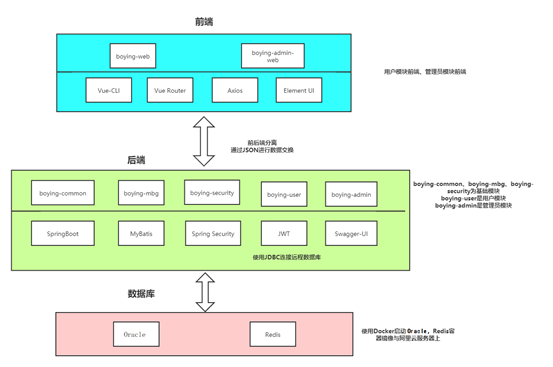 前端
boying-web
boying-admin-
web
用户模块前端，管理员模块前端
Vue-CLI
Vue Router
Axios
Element UI
前后端分离
通过JSON进行数据交换
后端
boying-common
boying-mbg
boying-security
boying-user
boying-admin
boying-common，boying-mbg，boying-
security为基础模块
boying-user是用户模块
boying-admin是管理员模块
SpringBoot
MyBatis
Spring Security
JWT
Swagger-UI
使用JDBC连接远程数据库
数据库
Oracle
Redis
使用Docker启动 Oracle，Redis容
器镜像与阿里云服务器上